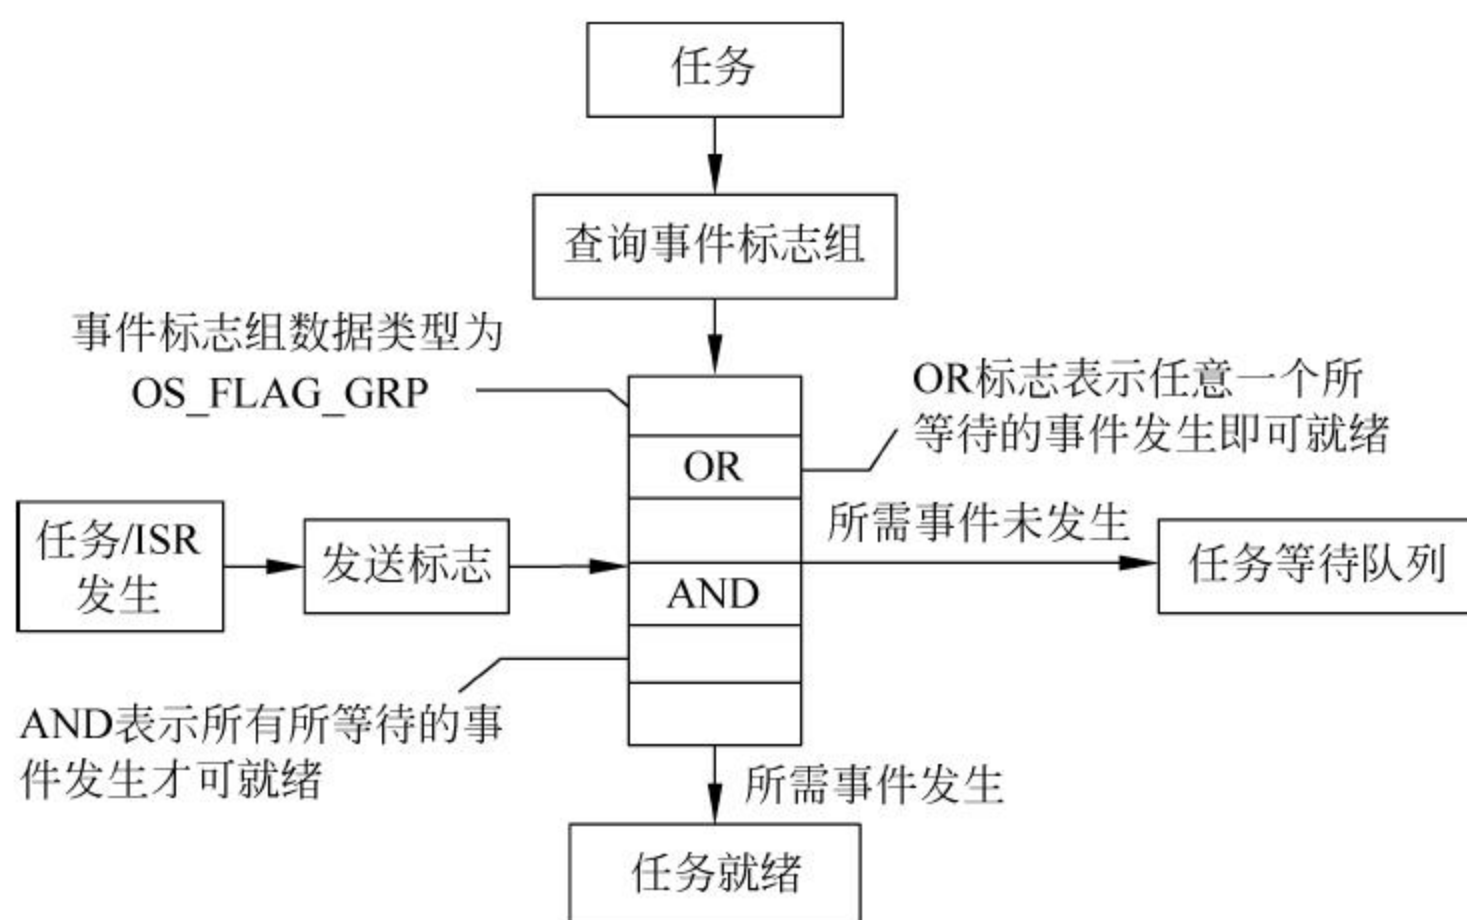 任务
查询事件标志组
事件标志组数据类型为
OS_FLAG_GRP
OR标志表示任意一个所
等待的事件发生即可就绪
OR
所需事件未发生
任务/ISR
发生
发送标志
AND
任务等待队列
AND表示所有所等待的事
件发生才可就绪
所需事件发生
任务就绪